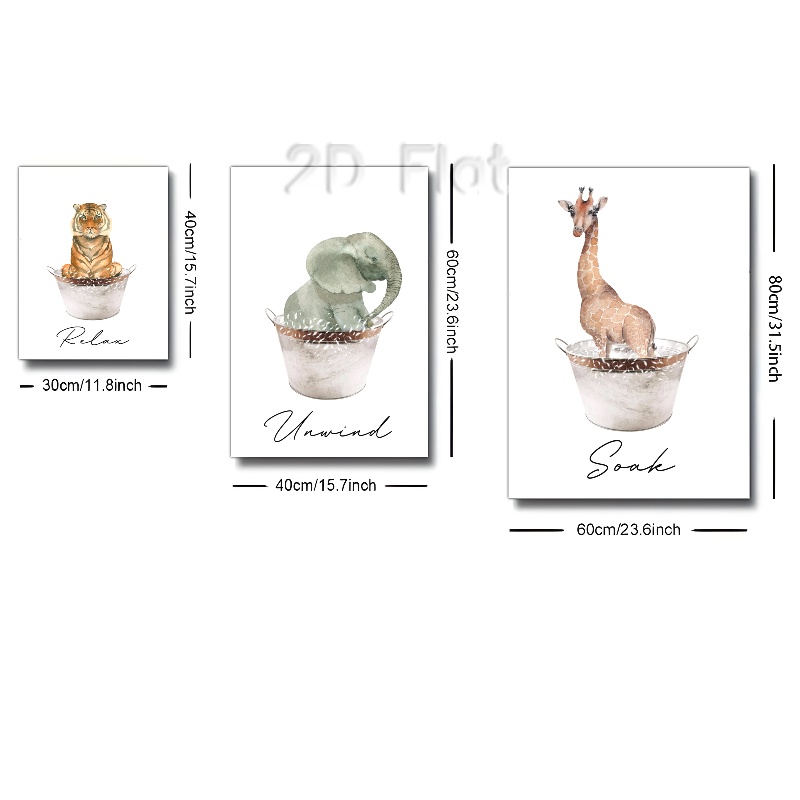 2D Flat
Relax
40cm/15.7inch
30cm/11.8inch
Unwind
60cm/23.6inch
40cm/15.7inch
Soak
80cm/31.5inch
60cm/23.6inch